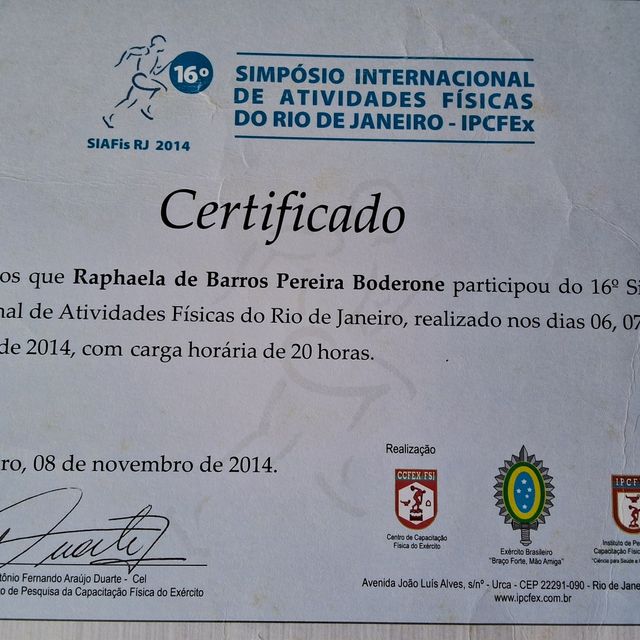 16º
SIMPÓSIO INTERNACIONAL
DE ATIVIDADES FÍSICAS
DO RIO DE JANEIRO - IPCFEx
SIAFis RJ 2014
Certificado
os que Raphaela de Barros Pereira Boderone participou do 16º Si
nal de Atividades Físicas do Rio de Janeiro, realizado nos dias 06, 07
de 2014, com carga horária de 20 horas.
ro, 08 de novembro de 2014.
Realização
CCFEX FSJ
IPCF
Centro de Capacitação
Física do Exército
Exército Brasileiro
"Braço Forte, Mão Amiga"
Instituto de Pe
Capacitação Físic
"Ciência para Saúde e
Duarte
tônio Fernando Araújo Duarte - Cel
o de Pesquisa da Capacitação Física do Exército
Avenida João Luís Alves, s/nº - Urca - CEP 22291-090 - Rio de Jane
www.ipcfex.com.br